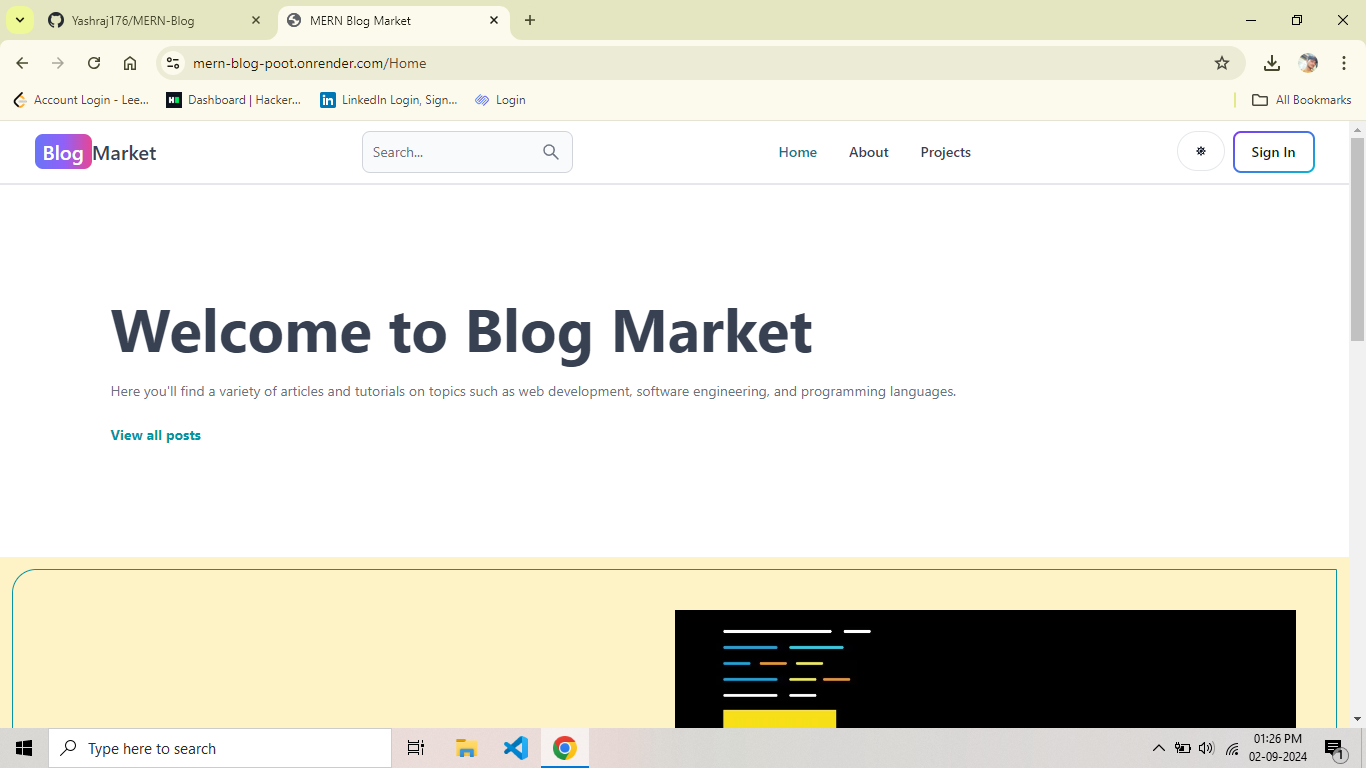 Yashraj176/MERN-Blog
MERN Blog Market
mern-blog-poot.onrender.com/Home
Account Login - Lee...
Dashboard | Hacker...
LinkedIn Login, Sign...
Login
All Bookmarks
Blog Market
Search...
Home
About
Projects
Sign In
Welcome to Blog Market
Here you'll find a variety of articles and tutorials on topics such as web development, software engineering, and programming languages.
View all posts
Type here to search
01:26 PM
02-09-2024
1